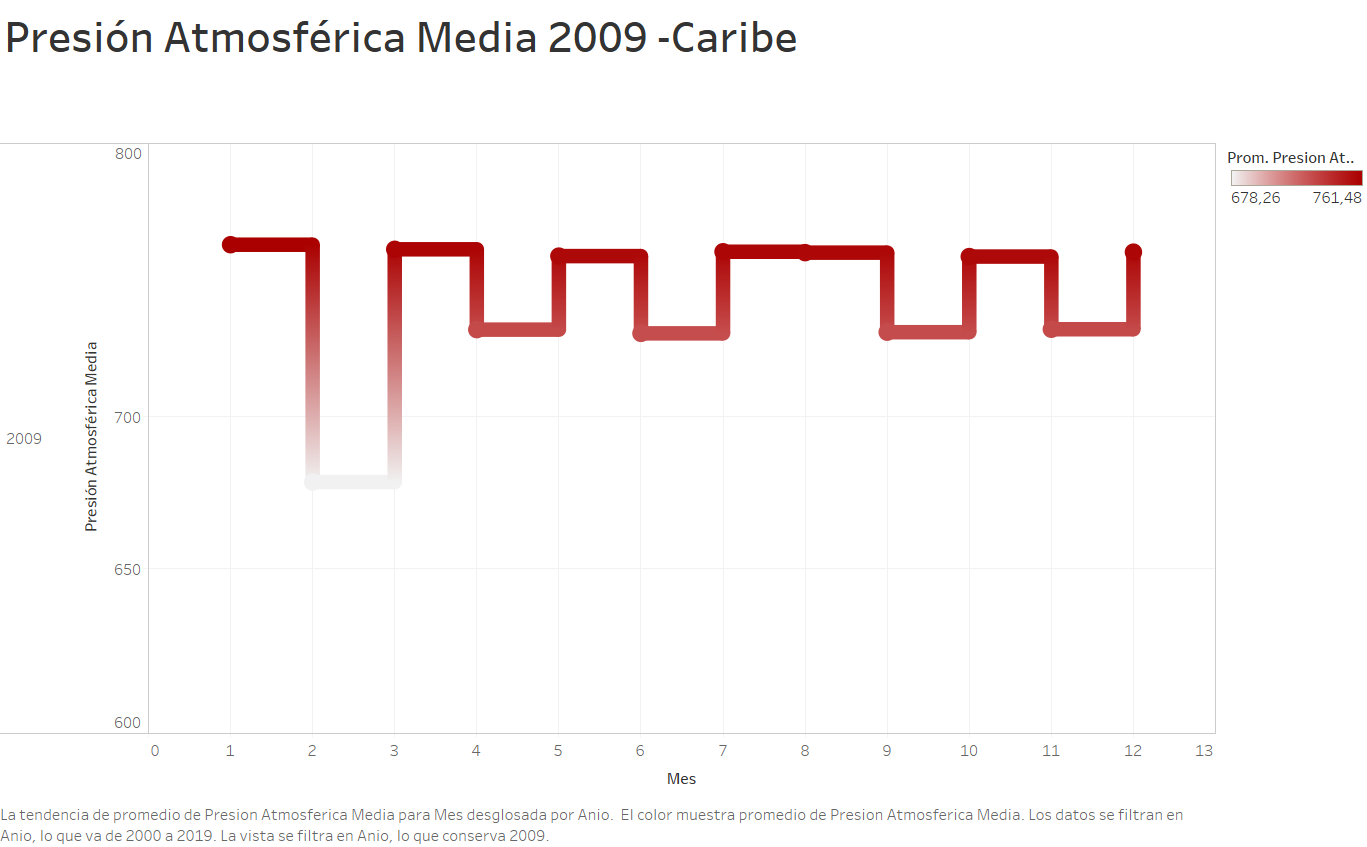 Presión Atmosférica Media 2009 -Caribe
Prom. Presion At..
678,26 761,48
2009
Presión Atmosférica Media
800
700
650
600
0 1 2 3 4 5 6 7 8 9 10 11 12 13
Mes
La tendencia de promedio de Presion Atmosferica Media para Mes desglosada por Anio.  El color muestra promedio de Presion Atmosferica Media. Los datos se filtran en
Anio, lo que va de 2000 a 2019. La vista se filtra en Anio, lo que conserva 2009.